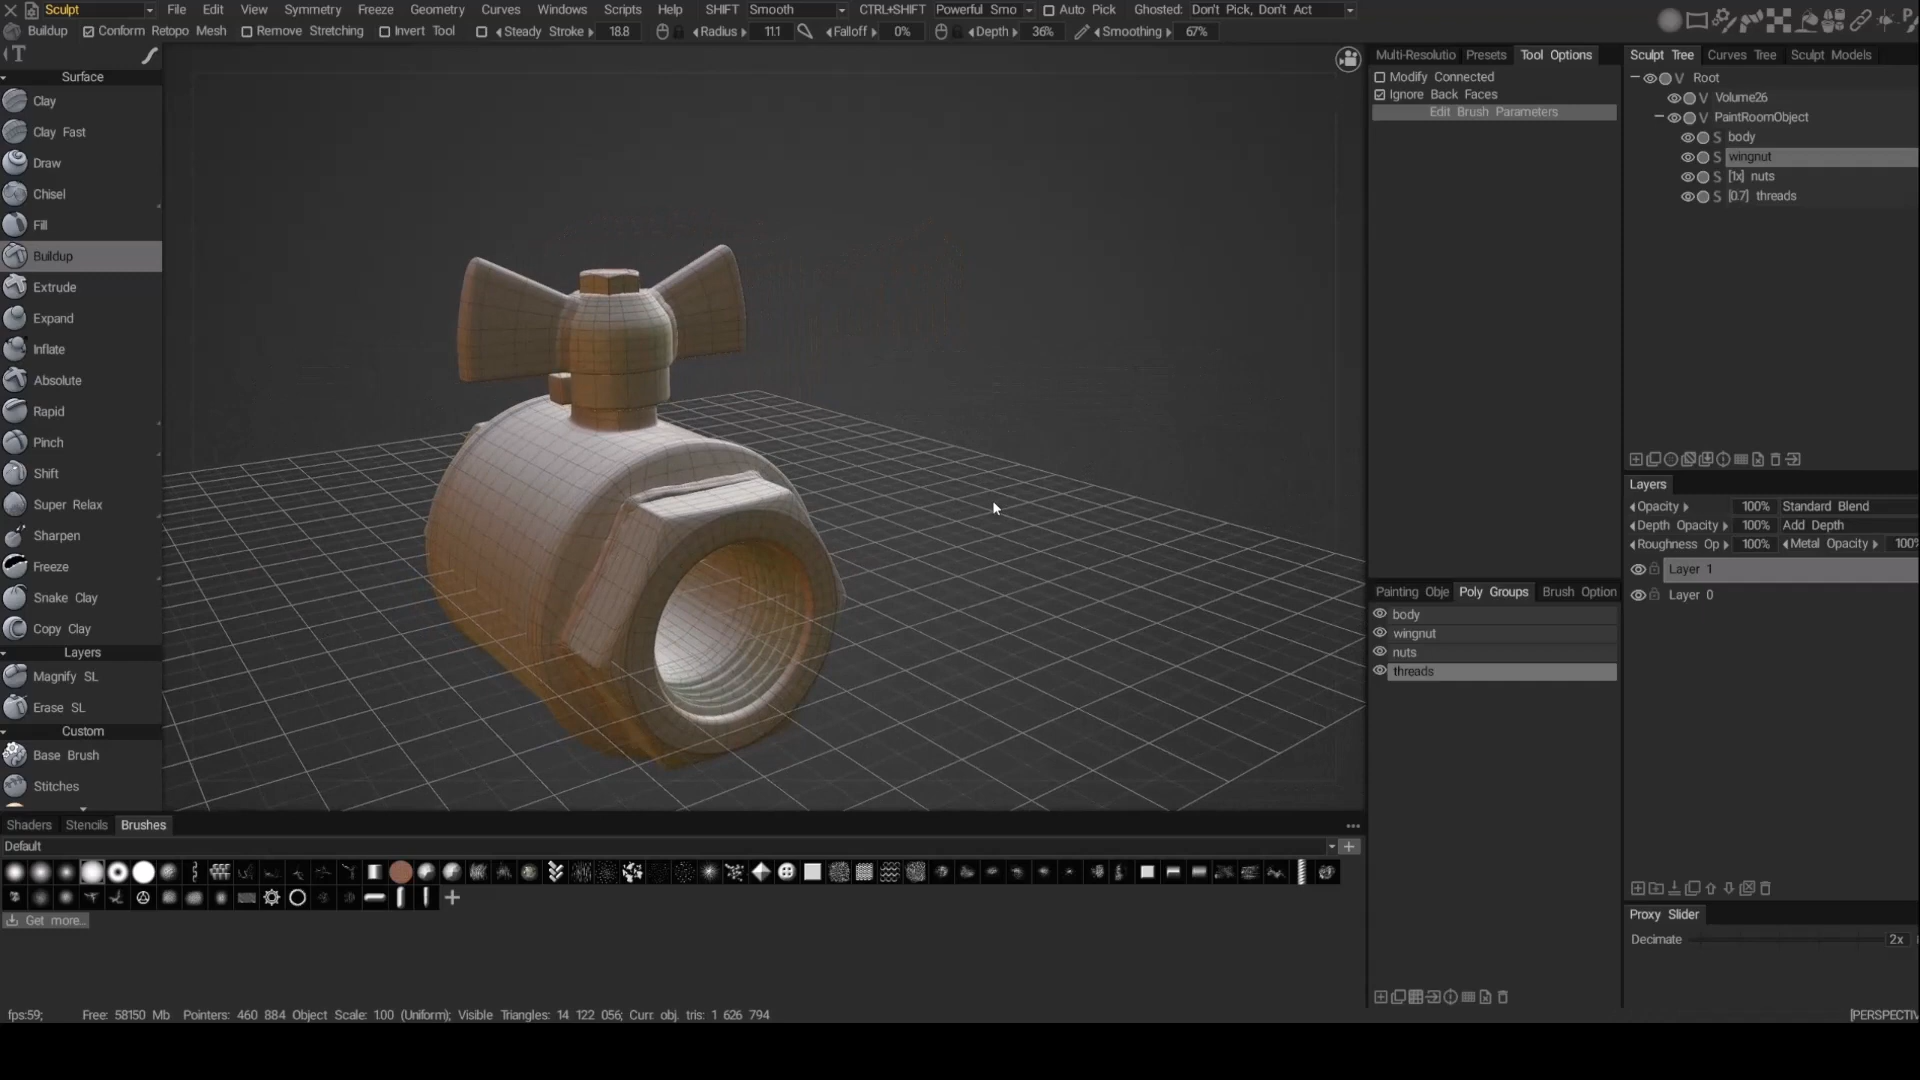 Sculpt File Edit View Symmetry Freeze Geometry Curves Windows Scripts Help SHIFT Smooth CTRL+SHIFT Powerful Smo Auto Pick Ghosted: Don't Pick, Don't Act
Buildup Conform Retopo Mesh Remove Stretching Invert Tool Steady Stroke 18.8 Radius 11.1 Falloff 0% Depth 36% Smoothing 67%
T
Surface
Clay
Clay Fast
Draw
Chisel
Fill
Buildup
Extrude
Expand
Inflate
Absolute
Rapid
Pinch
Shift
Super Relax
Sharpen
Freeze
Snake Clay
Copy Clay
Layers
Magnify SL
Erase SL
Custom
Base Brush
Stitches
Multi-Resolutio Presets Tool Options
Modify Connected
Ignore Back Faces
Edit Brush Parameters
Painting Obje Poly Groups Brush Option
body
wingnut
nuts
threads
Sculpt Tree Curves Tree Sculpt Models
V Root
V Volume26
V PaintRoomObject
S body
S wingnut
S [1x] nuts
S [0.7] threads
Layers
Opacity 100% Standard Blend
Depth Opacity 100% Add Depth
Roughness Op 100% Metal Opacity 100%
Layer 1
Layer 0
Proxy Slider
Decimate 2x
Shaders Stencils Brushes
Default
Get more...
fps:59; Free: 58150 Mb Pointers: 460 884 Object Scale: 1.00 (Uniform); Visible Triangles: 14 122 056; Curr. obj. tris: 1 626 794
[PERSPECTIV